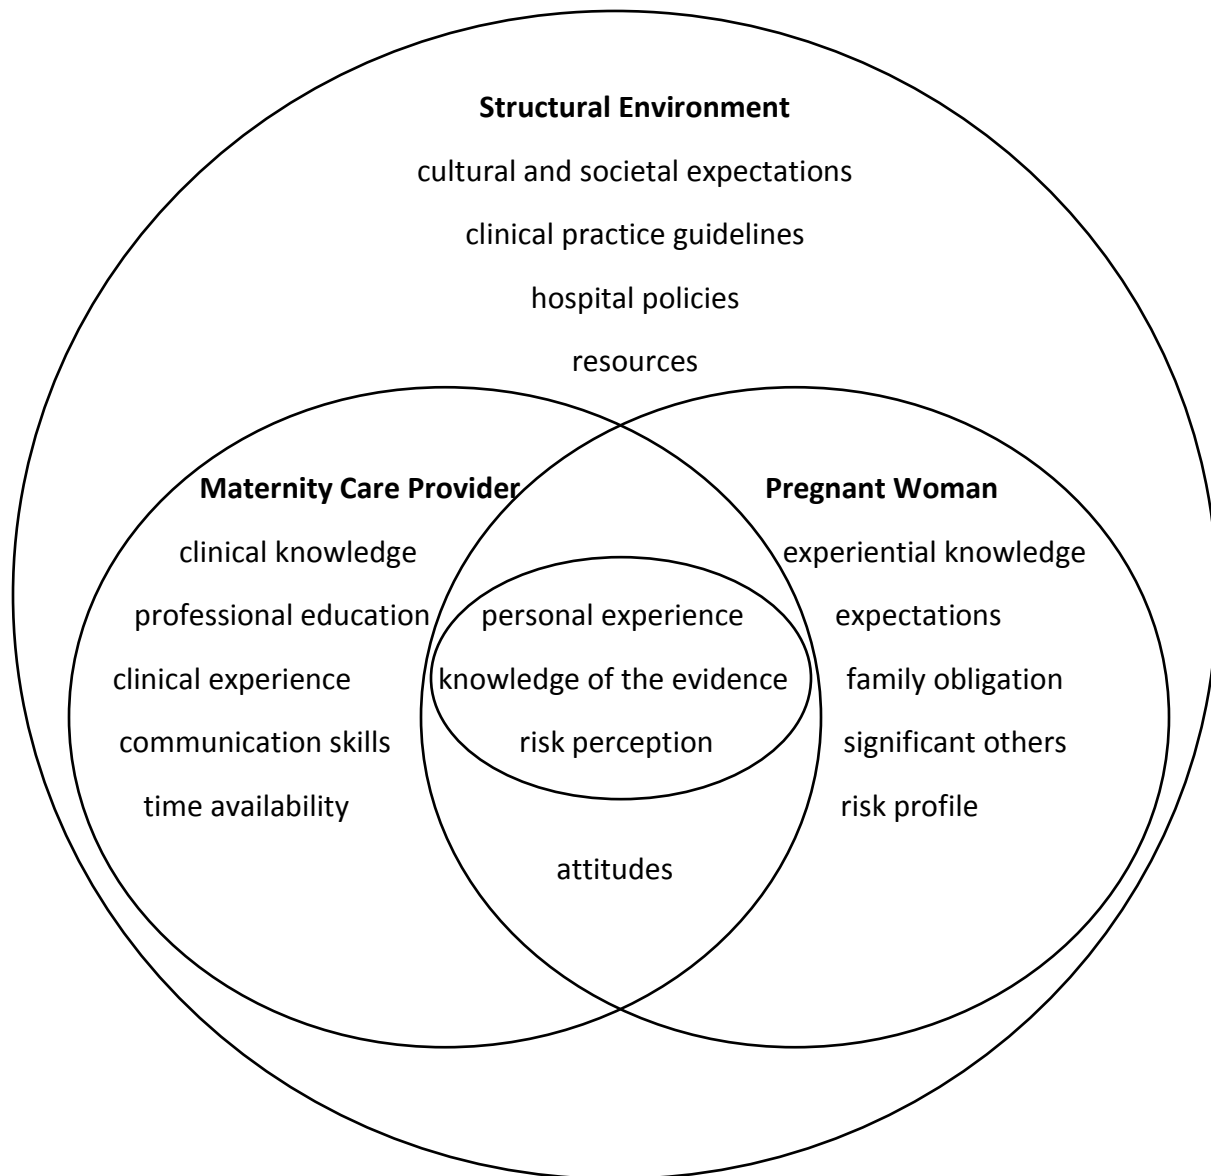 Structural Environment
cultural and societal expectations
clinical practice guidelines
hospital policies
resources
Maternity Care Provider
clinical knowledge
professional education
clinical experience
communication skills
time availability
personal experience
knowledge of the evidence
risk perception
attitudes
Pregnant Woman
experiential knowledge
expectations
family obligation
significant others
risk profile